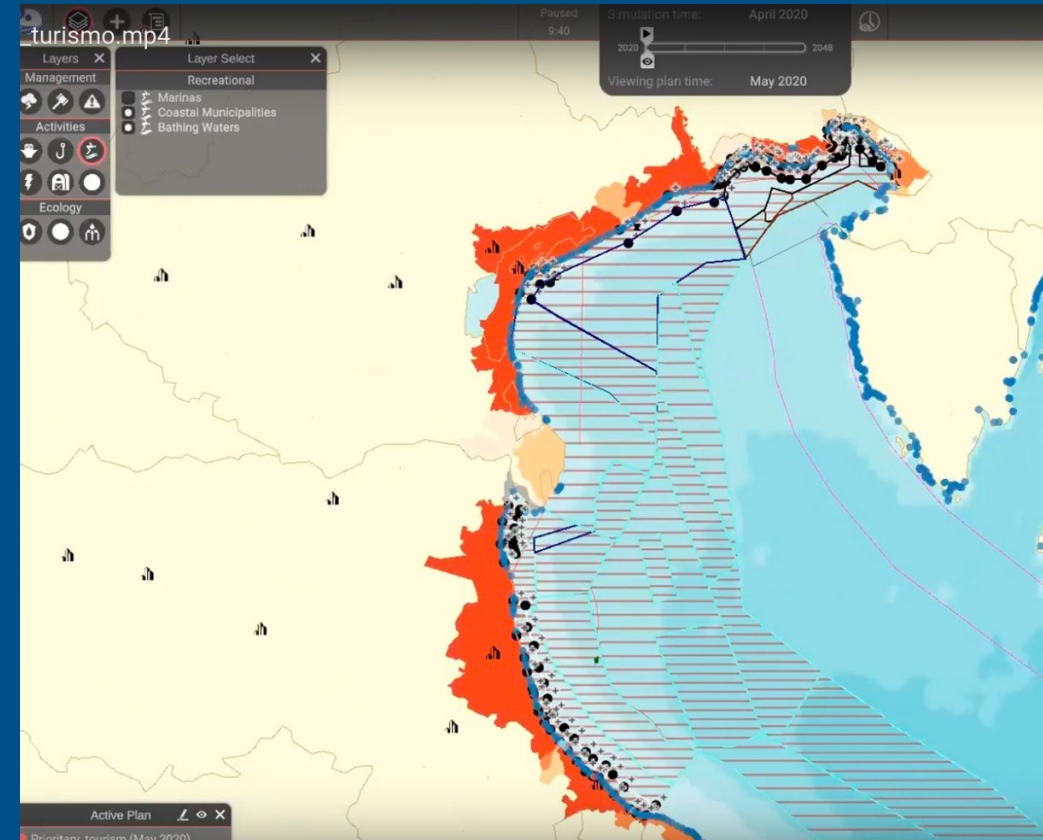 _turismo.mp4
Paused
9:40
Simulation time: April 2020
2020 2048
Viewing plan time: May 2020
Layers
Management
Activities
Ecology
Layer Select
Recreational
Marinas
Coastal Municipalities
Bathing Waters
Active Plan
Prioritary_tourism (May 2020)